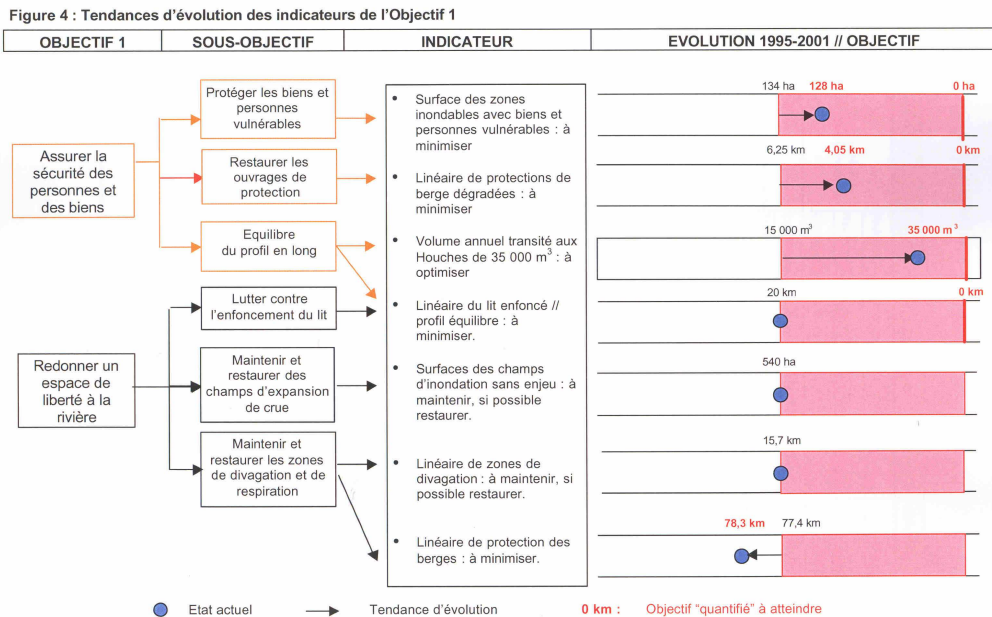 Figure 4 : Tendances d'évolution des indicateurs de l'Objectif 1
OBJECTIF 1
SOUS-OBJECTIF
INDICATEUR
EVOLUTION 1995-2001 // OBJECTIF
Assurer la
sécurité des
personnes et
des biens
Redonner un
espace de
liberté à la
rivière
Protéger les biens et
personnes
vulnérables
Restaurer les
ouvrages de
protection
Equilibre
du profil en long
Lutter contre
l'enfoncement du lit
Maintenir et
restaurer des
champs d'expansion
de crue
Maintenir et
restaurer les zones
de divagation et de
respiration
• Surface des zones
inondables avec biens et
personnes vulnérables : à
minimiser
• Linéaire de protections de
berge dégradées : à
minimiser
• Volume annuel transité aux
Houches de 35 000 m³ : à
optimiser
• Linéaire du lit enfoncé //
profil équilibre : à
minimiser.
• Surfaces des champs
d'inondation sans enjeu : à
maintenir, si possible
restaurer.
• Linéaire de zones de
divagation : à maintenir, si
possible restaurer.
• Linéaire de protection des
berges : à minimiser.
134 ha 128 ha 0 ha
6,25 km 4,05 km 0 km
15 000 m³ 35 000 m³
20 km 0 km
540 ha
15,7 km
78,3 km 77,4 km
Etat actuel
Tendance d'évolution
0 km : Objectif "quantifié" à atteindre